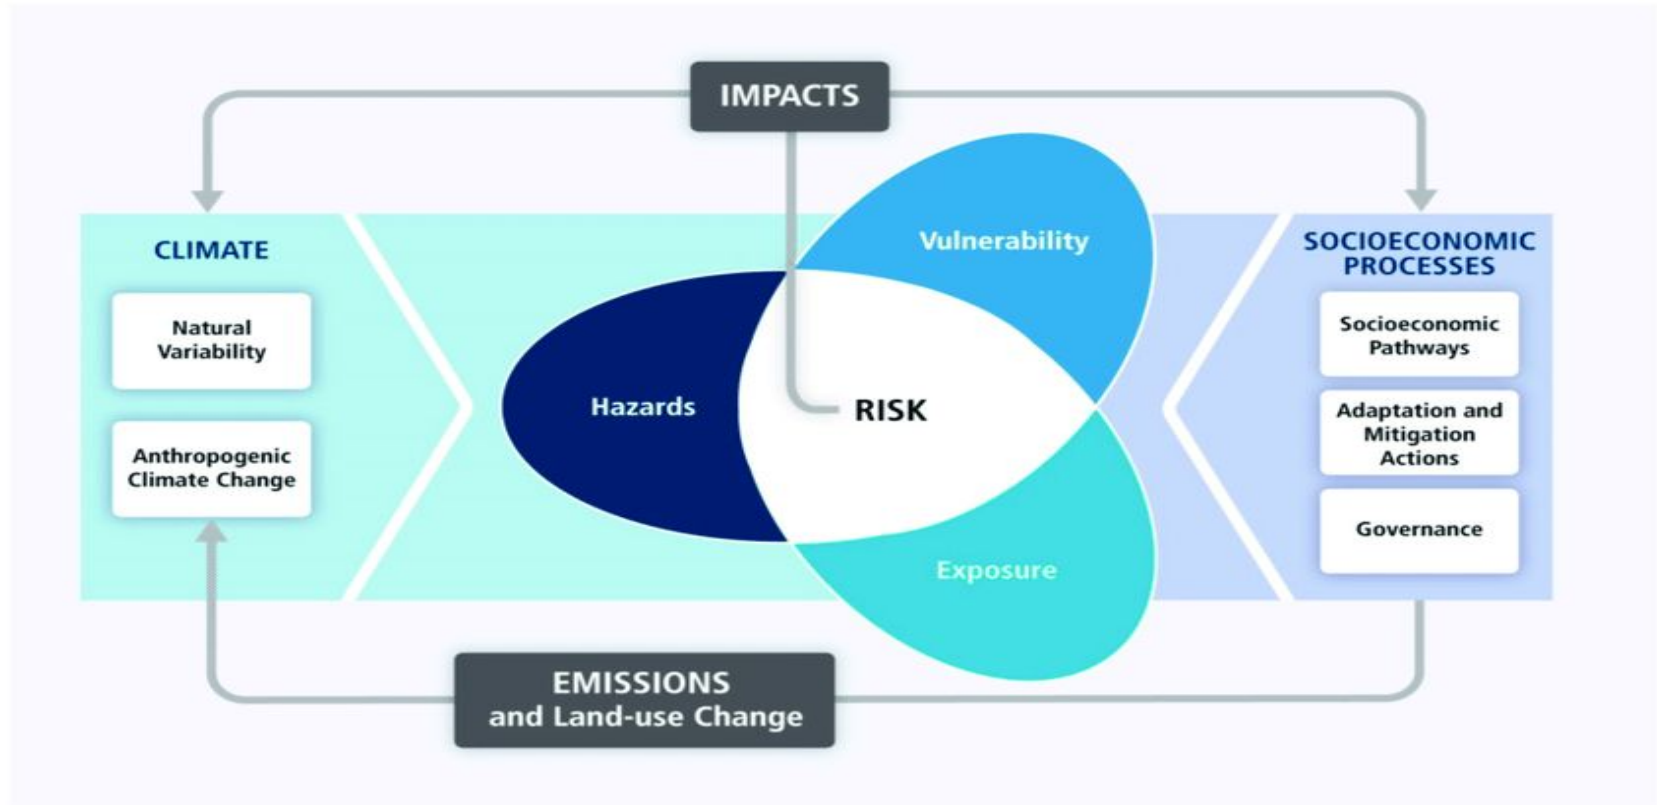 IMPACTS
CLIMATE
Natural
Variability
Anthropogenic
Climate Change
Vulnerability
Hazards
RISK
Exposure
SOCIOECONOMIC
PROCESSES
Socioeconomic
Pathways
Adaptation and
Mitigation
Actions
Governance
EMISSIONS
and Land-use Change